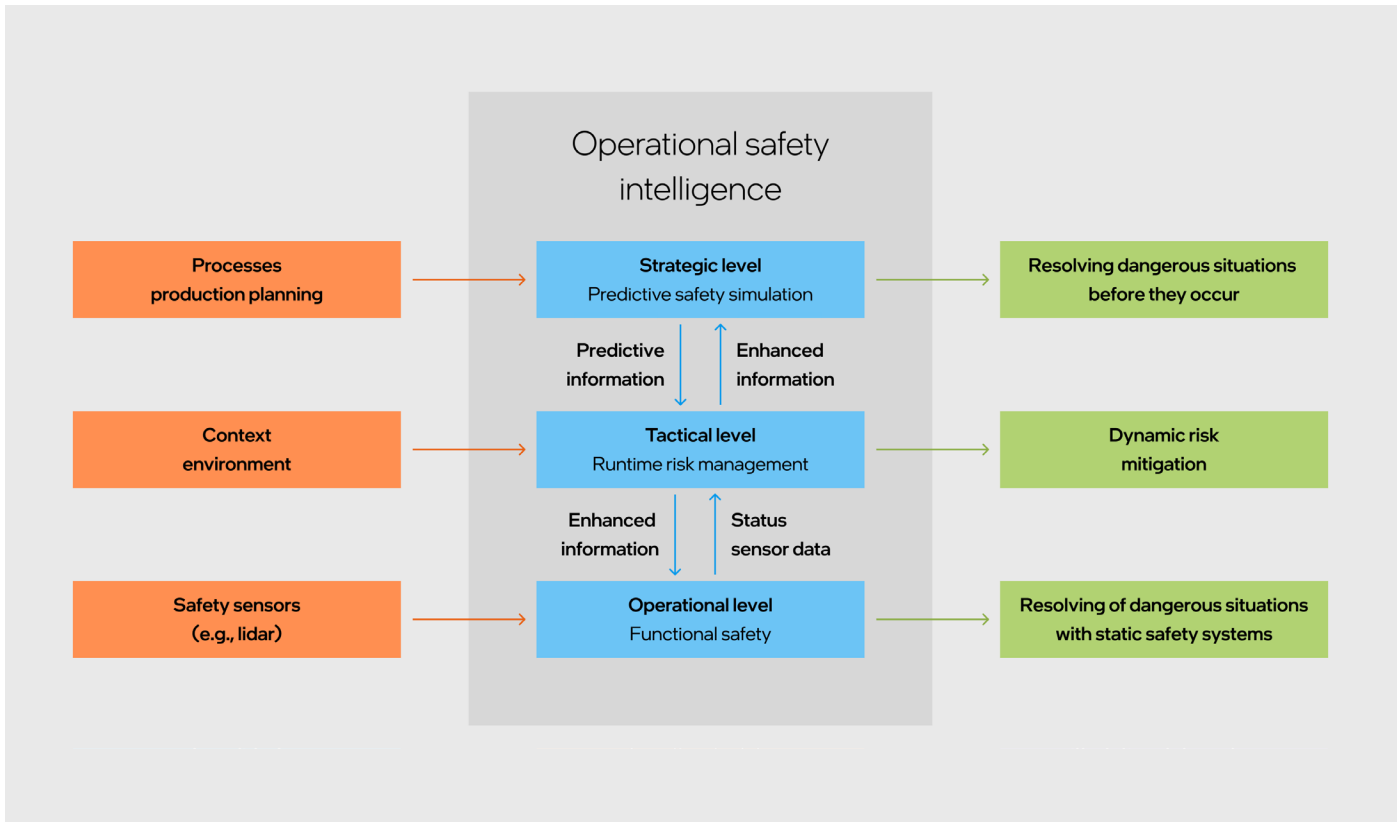 Operational safety
intelligence
Processes
production planning
Strategic level
Predictive safety simulation
Resolving dangerous situations
before they occur
Predictive
information
Enhanced
information
Context
environment
Tactical level
Runtime risk management
Dynamic risk
mitigation
Enhanced
information
Status
sensor data
Safety sensors
(e.g., lidar)
Operational level
Functional safety
Resolving of dangerous situations
with static safety systems